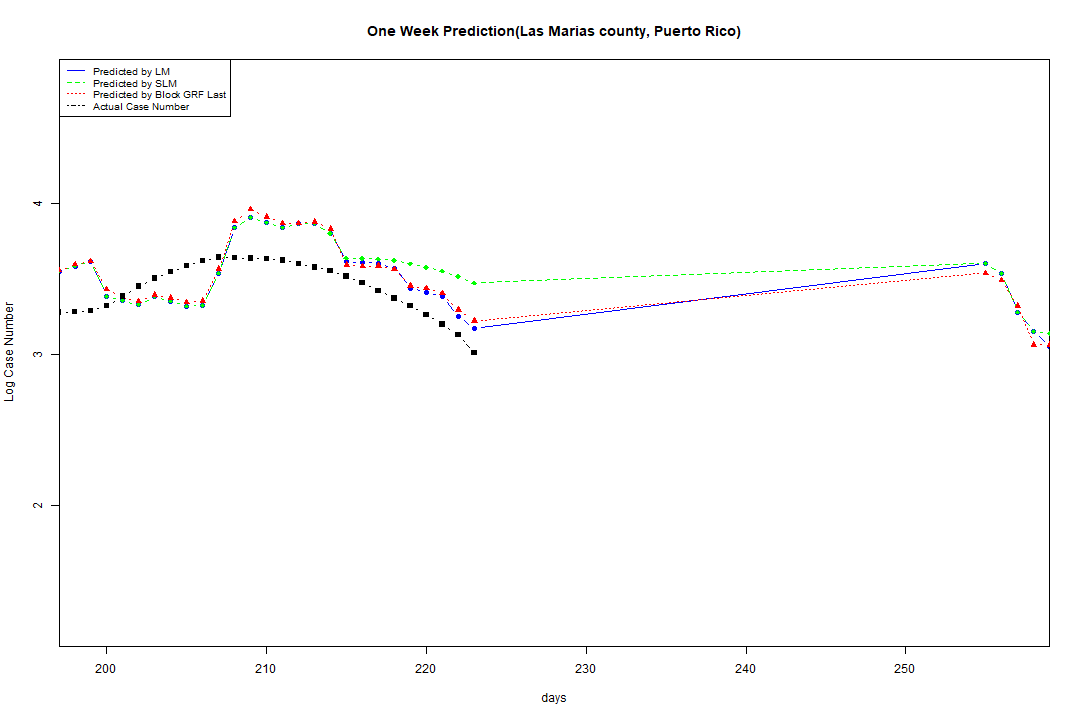 One Week Prediction(Las Marias county, Puerto Rico)
Predicted by LM
Predicted by SLM
Predicted by Block GRF Last
Actual Case Number
Log Case Number
4
3
2
200 210 220 230 240 250
days